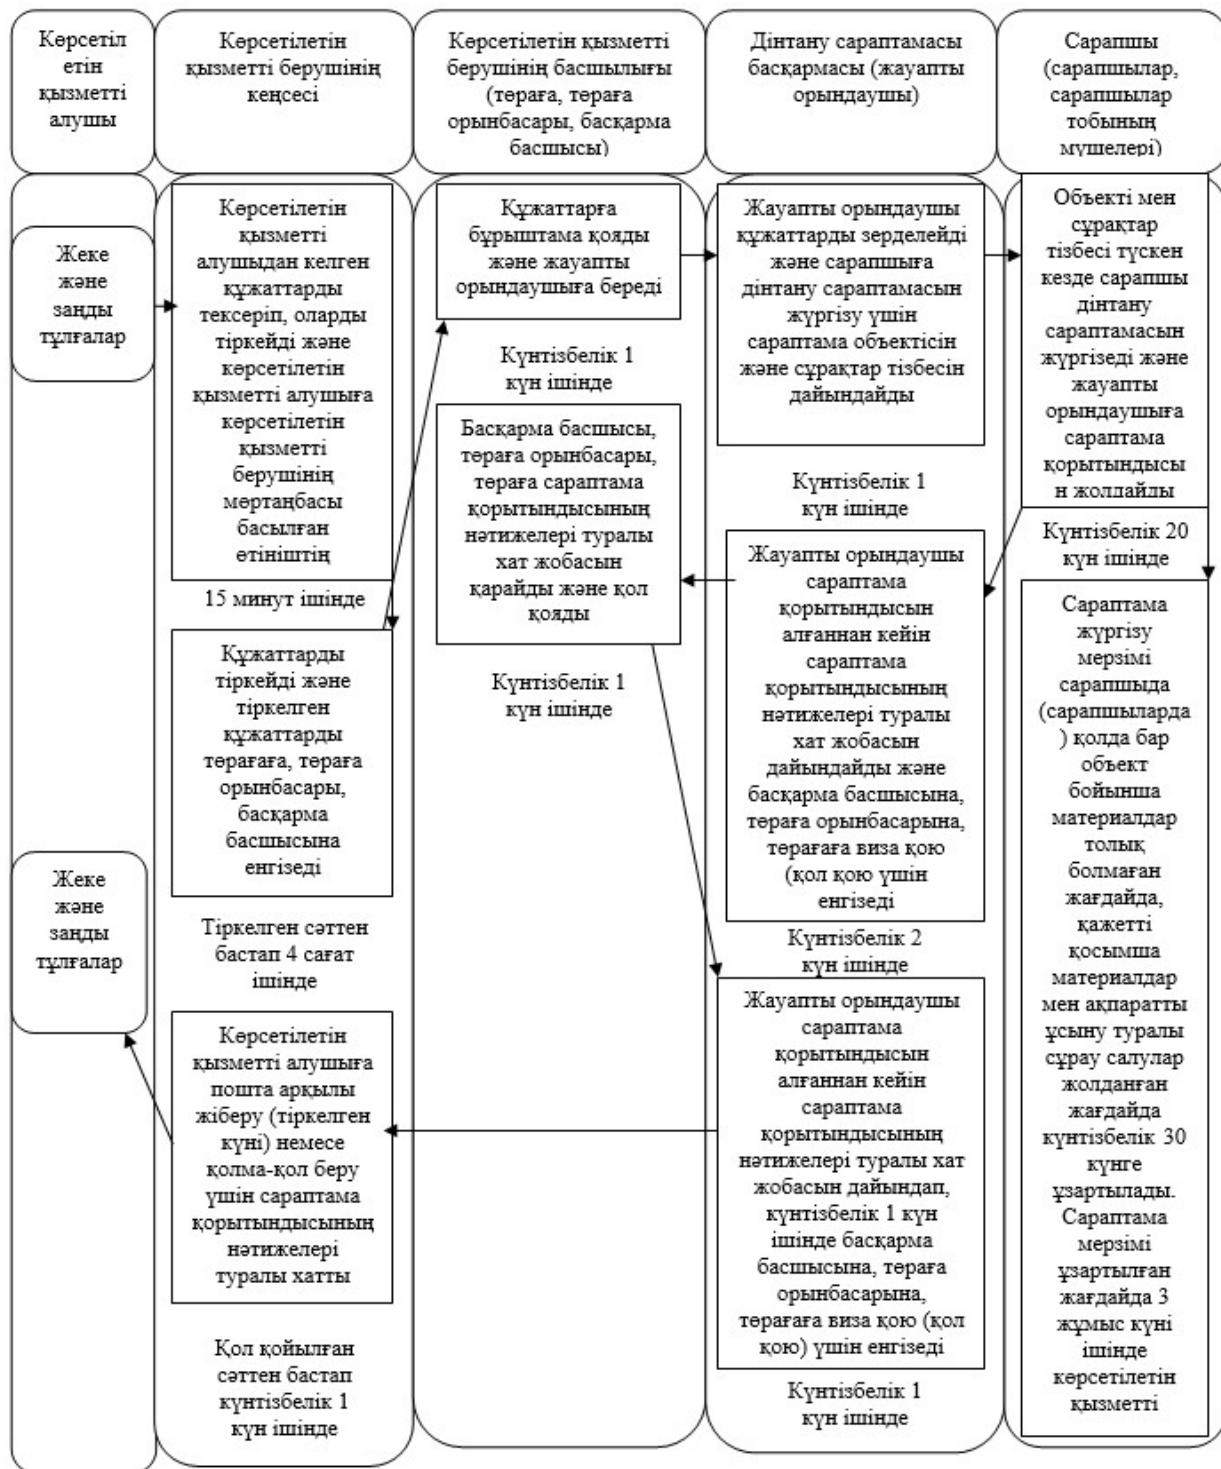 Көрсетіл
етін
қызметті
алушы
Көрсетілетін
қызметті берушінің
кеңсесі
Көрсетілетін қызметті
берушінің басшылығы
(төраға, төраға
орынбасары, басқарма
басшысы)
Дінтану сараптамасы
басқармасы (жауапты
орындаушы)
Сарапшы
(сарапшылар,
сарапшылар
тобының
мүшелері)
Жеке
және
заңды
тұлғалар
Көрсетілетін
қызметті
алушыдан келген
құжаттарды
тексеріп, оларды
тіркейді және
көрсетілетін
қызметті алушыға
көрсетілетін
қызметті
берушінің
мөртаңбасы
басылған
өтініштің
15 минут ішінде
Құжаттарды
тіркейді және
тіркелген
құжаттарды
төрағаға, төраға
орынбасары,
басқарма
басшысына
енгізеді
Тіркелген сәттен
бастап 4 сағат
ішінде
Құжаттарға
бұрыштама қояды
және жауапты
орындаушыға береді
Күнтізбелік 1
күн ішінде
Басқарма басшысы,
төраға орынбасары,
төраға сараптама
қорытындысының
нәтижелері туралы
хат жобасын
қарайды және қол
қояды
Күнтізбелік 1
күн ішінде
Жауапты орындаушы
құжаттарды зерделейді
және сарапшыға
дінтану сараптамасын
жүргізу үшін
сараптама объектісін
және сұрақтар тізбесін
дайындайды
Күнтізбелік 1
күн ішінде
Жауапты орындаушы
сараптама
қорытындысын
алғаннан кейін
сараптама
қорытындысының
нәтижелері туралы
хат жобасын
дайындайды және
басқарма басшысына,
төраға орынбасарына,
төрағаға виза қою
(қол қою үшін
енгізеді
Күнтізбелік 2
күн ішінде
Объекті мен
сұрақтар
тізбесі түскен
кезде сарапшы
дінтану
сараптамасын
жүргізеді және
жауапты
орындаушыға
сараптама
қорытындысы
н жолдайды
Күнтізбелік 20
күн ішінде
Сараптама
жүргізу
мерзімі
сарапшыда
(сарапшыларда
) қолда бар
объект
бойынша
материалдар
толық
болмаған
жағдайда,
қажетті
қосымша
материалдар
мен ақпаратты
ұсыну туралы
сұрау салулар
жолданған
жағдайда
күнтізбелік 30
күнге
ұзартылады.
Сараптама
мерзімі
ұзартылған
жағдайда 3
жұмыс күні
ішінде
көрсетілетін
қызметті
Жауапты орындаушы
сараптама
қорытындысын
алғаннан кейін
сараптама
қорытындысының
нәтижелері туралы хат
жобасын дайындап,
күнтізбелік 1 күн
ішінде басқарма
басшысына, төраға
орынбасарына,
төрағаға виза қою (қол
қою) үшін енгізеді
Күнтізбелік 1
күн ішінде
Көрсетілетін
қызметті алушыға
пошта арқылы
жіберу (тіркелген
күні) немесе
қолма-қол беру
үшін сараптама
қорытындысының
нәтижелері
туралы хатты
Қол қойылған
сәттен бастап
күнтізбелік 1
күн ішінде
Жеке
және
заңды
тұлғалар